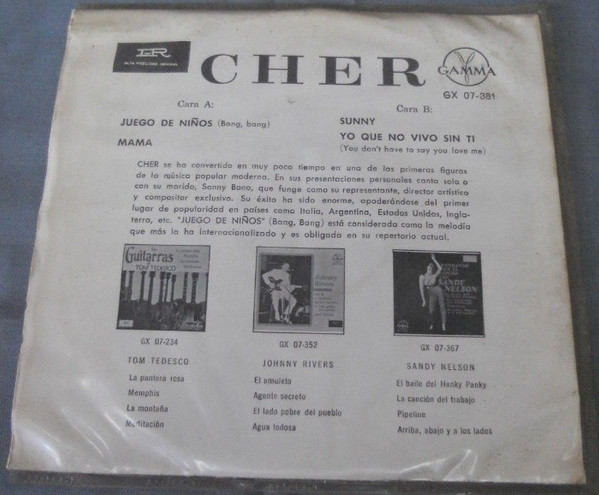 IR
CHER
GAMMA
GX 07-381
Cara A:
JUEGO DE NIÑOS (Bang, bang)
MAMA
Cara B:
SUNNY
YO QUE NO VIVO SIN TI
(You don't have to say you love me)
CHER se ha convertido en muy poco tiempo en una de las primeras figuras
de la música popular moderna. En sus presentaciones personales canta sola o
con su marido, Sonny Bono, que funge como su representante, director artístico
y compositor exclusivo. Su éxito ha sido enorme, apoderándose del primer
lugar de popularidad en países como Italia, Argentina, Estados Unidos, Ingla-
terra, etc. "JUEGO DE NIÑOS" (Bang, Bang) está considerada como la melodía
que más la ha internacionalizado y es obligada en su repertorio actual.
Guitarras
TOM TEDESCO
Johnny
Rivers
SANDY
NELSON
GX 07-234
TOM TEDESCO
La pantera rosa
Memphis
La montaña
Meditación
GX 07-352
JOHNNY RIVERS
El amuleto
Agente secreto
El lado pobre del pueblo
Agua lodosa
GX 07-367
SANDY NELSON
El baile del Hanky Panky
La canción del trabajo
Pipeline
Arriba, abajo y a los lados